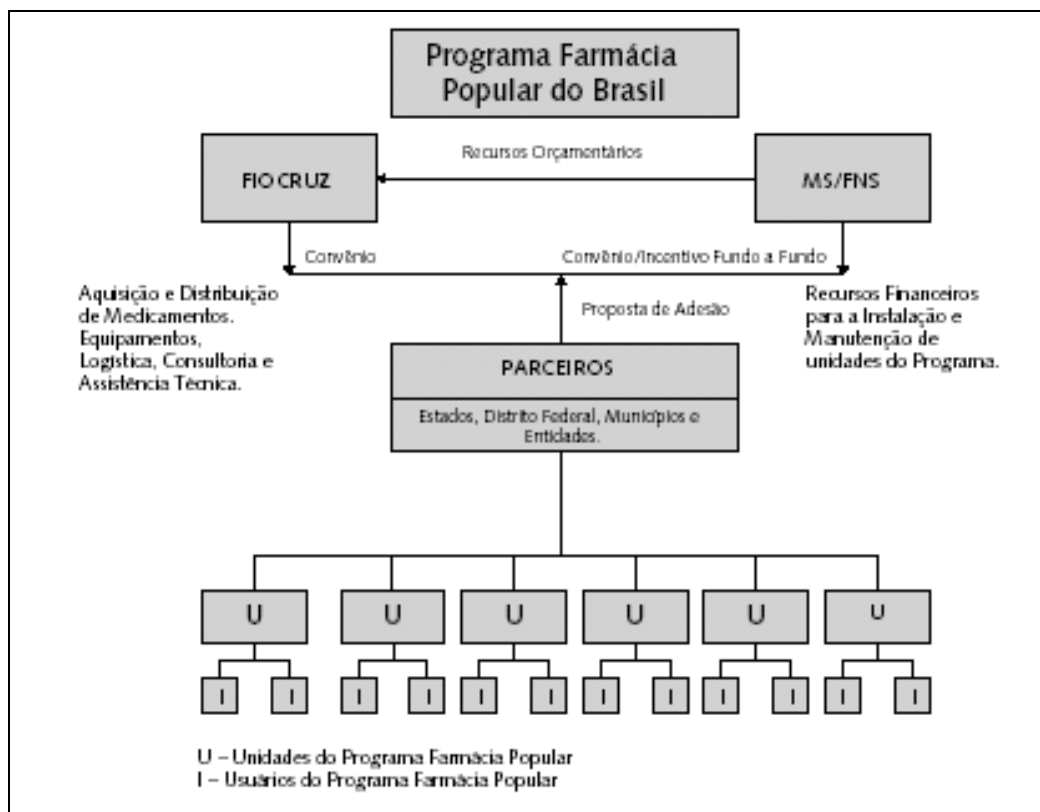 Programa Farmácia
Popular do Brasil
Recursos Orçamentários
FIOCRUZ
MS/FNS
Convênio
Convênio/Incentivo Fundo a Fundo
Aquisição e Distribuição
de Medicamentos.
Equipamentos,
Logística, Consultoria e
Assistência Técnica.
Proposta de Adesão
Recursos Financeiros
para a Instalação e
Manutenção de
unidades do Programa.
PARCEIROS
Estados, Distrito Federal, Municípios e
Entidades.
U U U U U U
I I I I I I I I I I I I
U – Unidades do Programa Farmácia Popular
I – Usuários do Programa Farmácia Popular